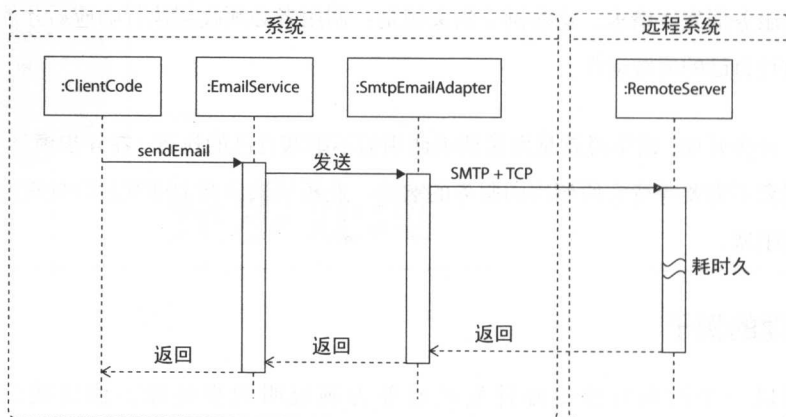 系统
远程系统
:ClientCode
:EmailService
:SmtpEmailAdapter
:RemoteServer
sendEmail
发送
SMTP + TCP
耗时久
返回
返回
返回